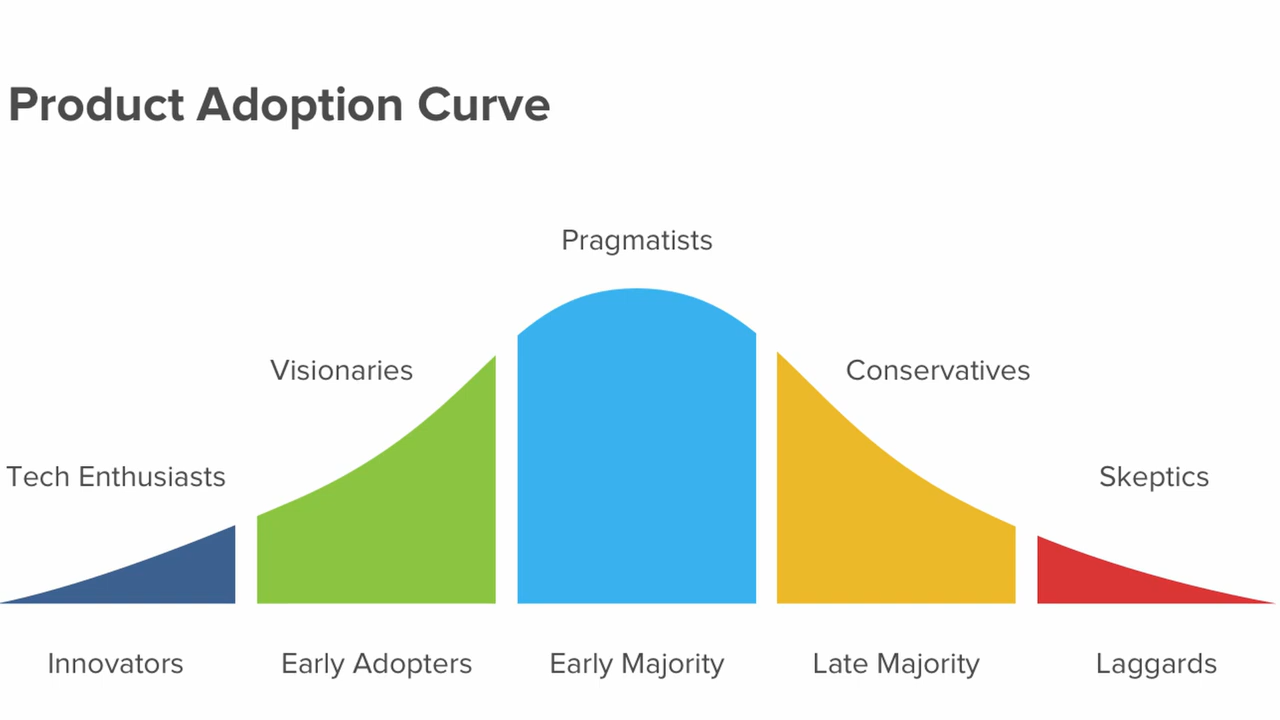 Product Adoption Curve
Pragmatists
Visionaries
Conservatives
Tech Enthusiasts
Skeptics
Innovators
Early Adopters
Early Majority
Late Majority
Laggards